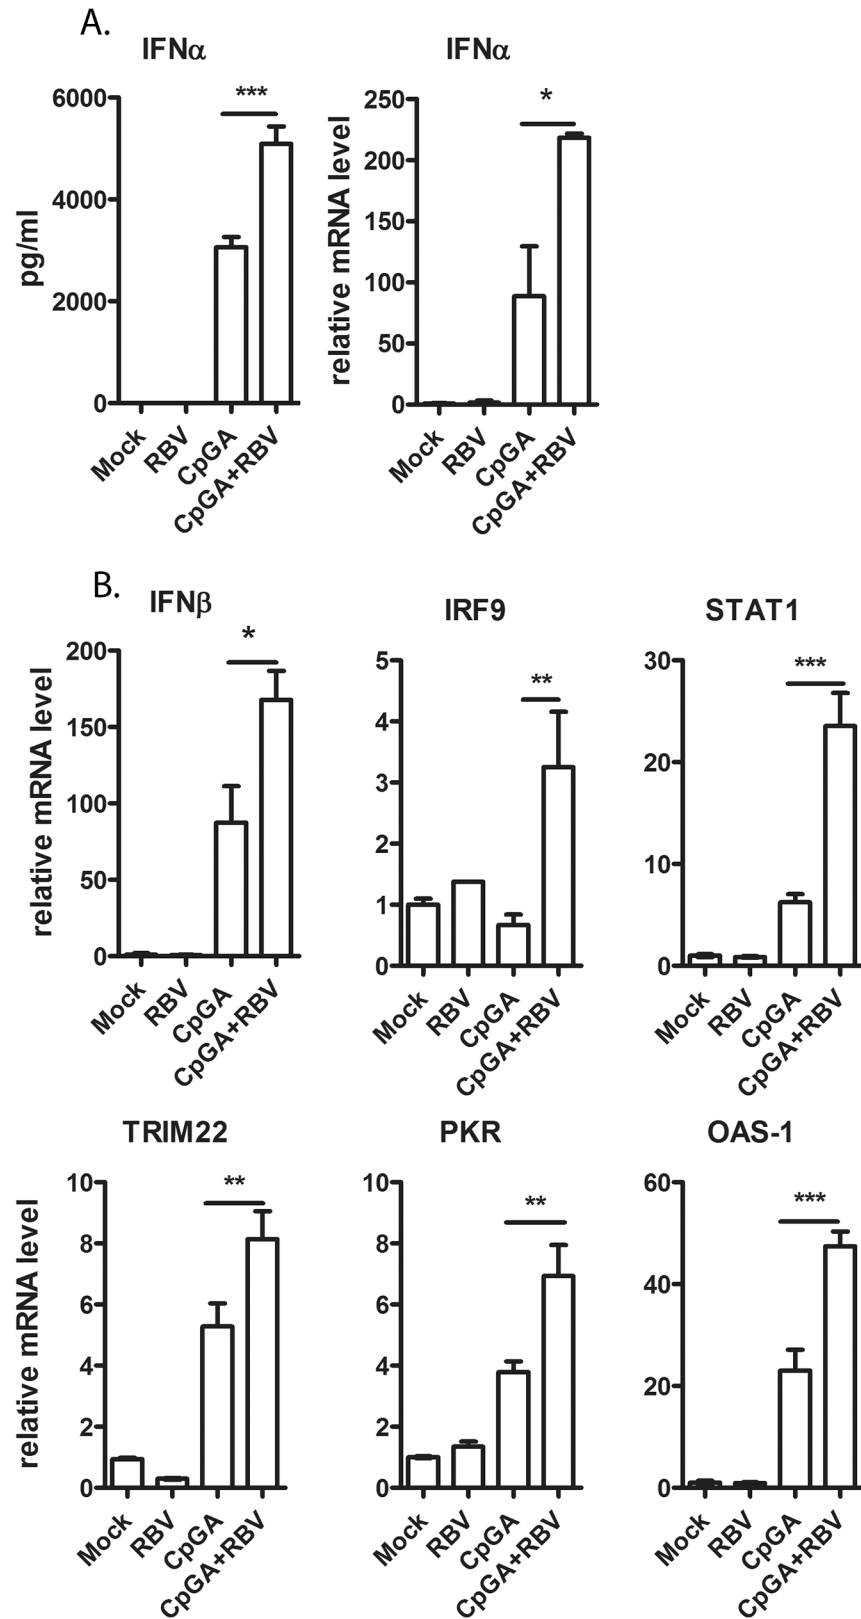 A.
IFNα
IFNα
***
*
6000
4000
2000
0
pg/ml
250
200
150
100
50
0
relative mRNA level
Mock
RBV
CpGA
CpGA+RBV
Mock
RBV
CpGA
CpGA+RBV
B.
IFNβ
IRF9
STAT1
*
**
***
200
150
100
50
0
relative mRNA level
5
4
3
2
1
0
30
20
10
0
Mock
RBV
CpGA
CpGA+RBV
Mock
RBV
CpGA
CpGA+RBV
Mock
RBV
CpGA
CpGA+RBV
TRIM22
PKR
OAS-1
**
**
***
10
8
6
4
2
0
relative mRNA level
10
8
6
4
2
0
60
40
20
0
Mock
RBV
CpGA
CpGA+RBV
Mock
RBV
CpGA
CpGA+RBV
Mock
RBV
CpGA
CpGA+RBV